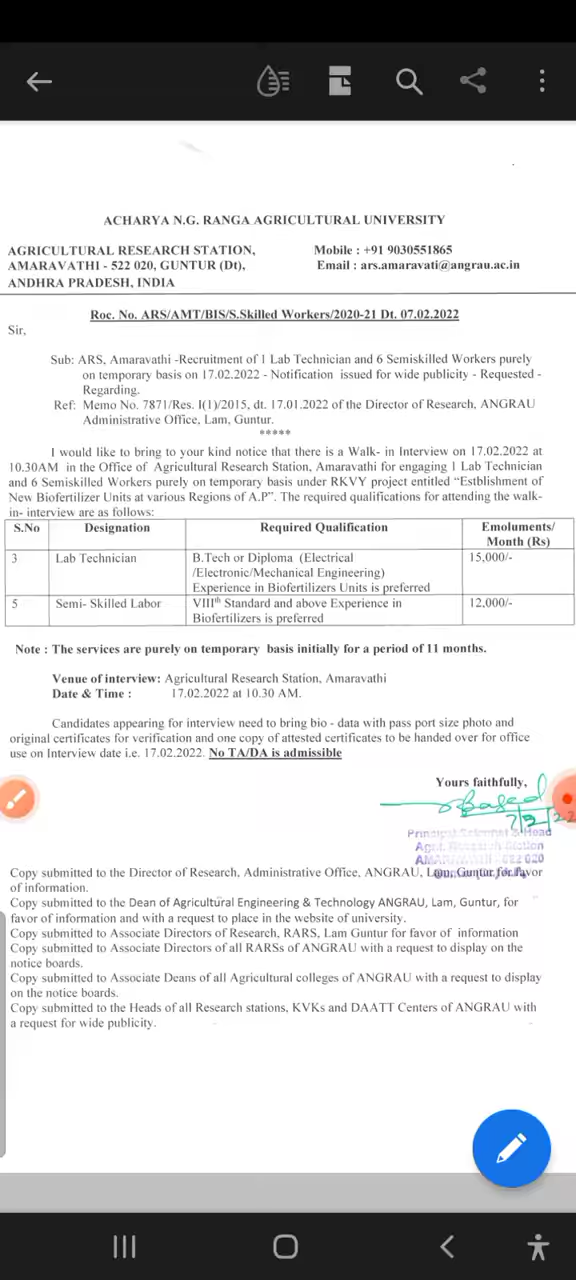 ACHARYA N.G. RANGA AGRICULTURAL UNIVERSITY
AGRICULTURAL RESEARCH STATION,
AMARAVATHI - 522 020, GUNTUR (Dt),
ANDHRA PRADESH, INDIA
Mobile : +91 9030551865
Email : ars.amaravati@angrau.ac.in
Roc. No. ARS/AMT/BIS/S.Skilled Workers/2020-21 Dt. 07.02.2022
Sir,
Sub: ARS, Amaravathi -Recruitment of 1 Lab Technician and 6 Semiskilled Workers purely
on temporary basis on 17.02.2022 - Notification issued for wide publicity - Requested -
Regarding.
Ref: Memo No. 7871/Res. I(1)/2015, dt. 17.01.2022 of the Director of Research, ANGRAU
Administrative Office, Lam, Guntur.
*****
I would like to bring to your kind notice that there is a Walk- in Interview on 17.02.2022 at
10.30AM in the Office of Agricultural Research Station, Amaravathi for engaging 1 Lab Technician
and 6 Semiskilled Workers purely on temporary basis under RKVY project entitled “Estblishment of
New Biofertilizer Units at various Regions of A.P”. The required qualifications for attending the walk-
in- interview are as follows:
S.No Designation Required Qualification Emoluments/
Month (Rs)
3 Lab Technician B.Tech or Diploma (Electrical 15,000/-
/Electronic/Mechanical Engineering)
Experience in Biofertilizers Units is preferred
5 Semi- Skilled Labor VIIIth Standard and above Experience in 12,000/-
Biofertilizers is preferred
Note : The services are purely on temporary basis initially for a period of 11 months.
Venue of interview: Agricultural Research Station, Amaravathi
Date & Time : 17.02.2022 at 10.30 AM.
Candidates appearing for interview need to bring bio - data with pass port size photo and
original certificates for verification and one copy of attested certificates to be handed over for office
use on Interview date i.e. 17.02.2022. No TA/DA is admissible
Yours faithfully,
7/2/22
Principal Scientist & Head
Agril. Research Station
AMARAVATHI - 522 020
Copy submitted to the Director of Research, Administrative Office, ANGRAU, Lam, Guntur for favor
of information.
Copy submitted to the Dean of Agricultural Engineering & Technology ANGRAU, Lam, Guntur, for
favor of information and with a request to place in the website of university.
Copy submitted to Associate Directors of Research, RARS, Lam Guntur for favor of information
Copy submitted to Associate Directors of all RARSs of ANGRAU with a request to display on the
notice boards.
Copy submitted to Associate Deans of all Agricultural colleges of ANGRAU with a request to display
on the notice boards.
Copy submitted to the Heads of all Research stations, KVKs and DAATT Centers of ANGRAU with
a request for wide publicity.